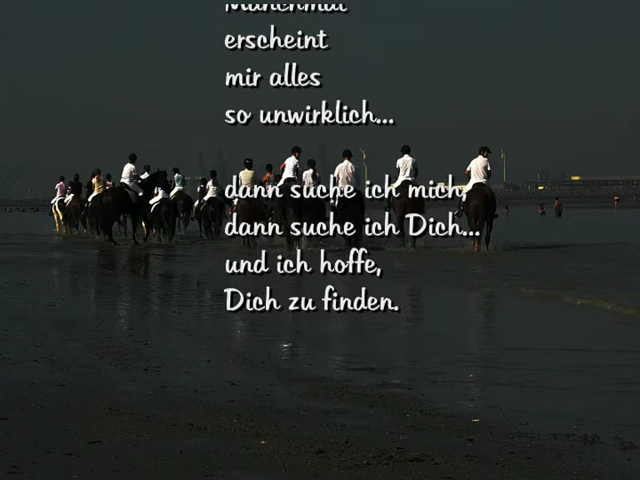 Manchmal
erscheint
mir alles
so unwirklich...
dann suche ich mich,
dann suche ich Dich...
und ich hoffe,
Dich zu finden.